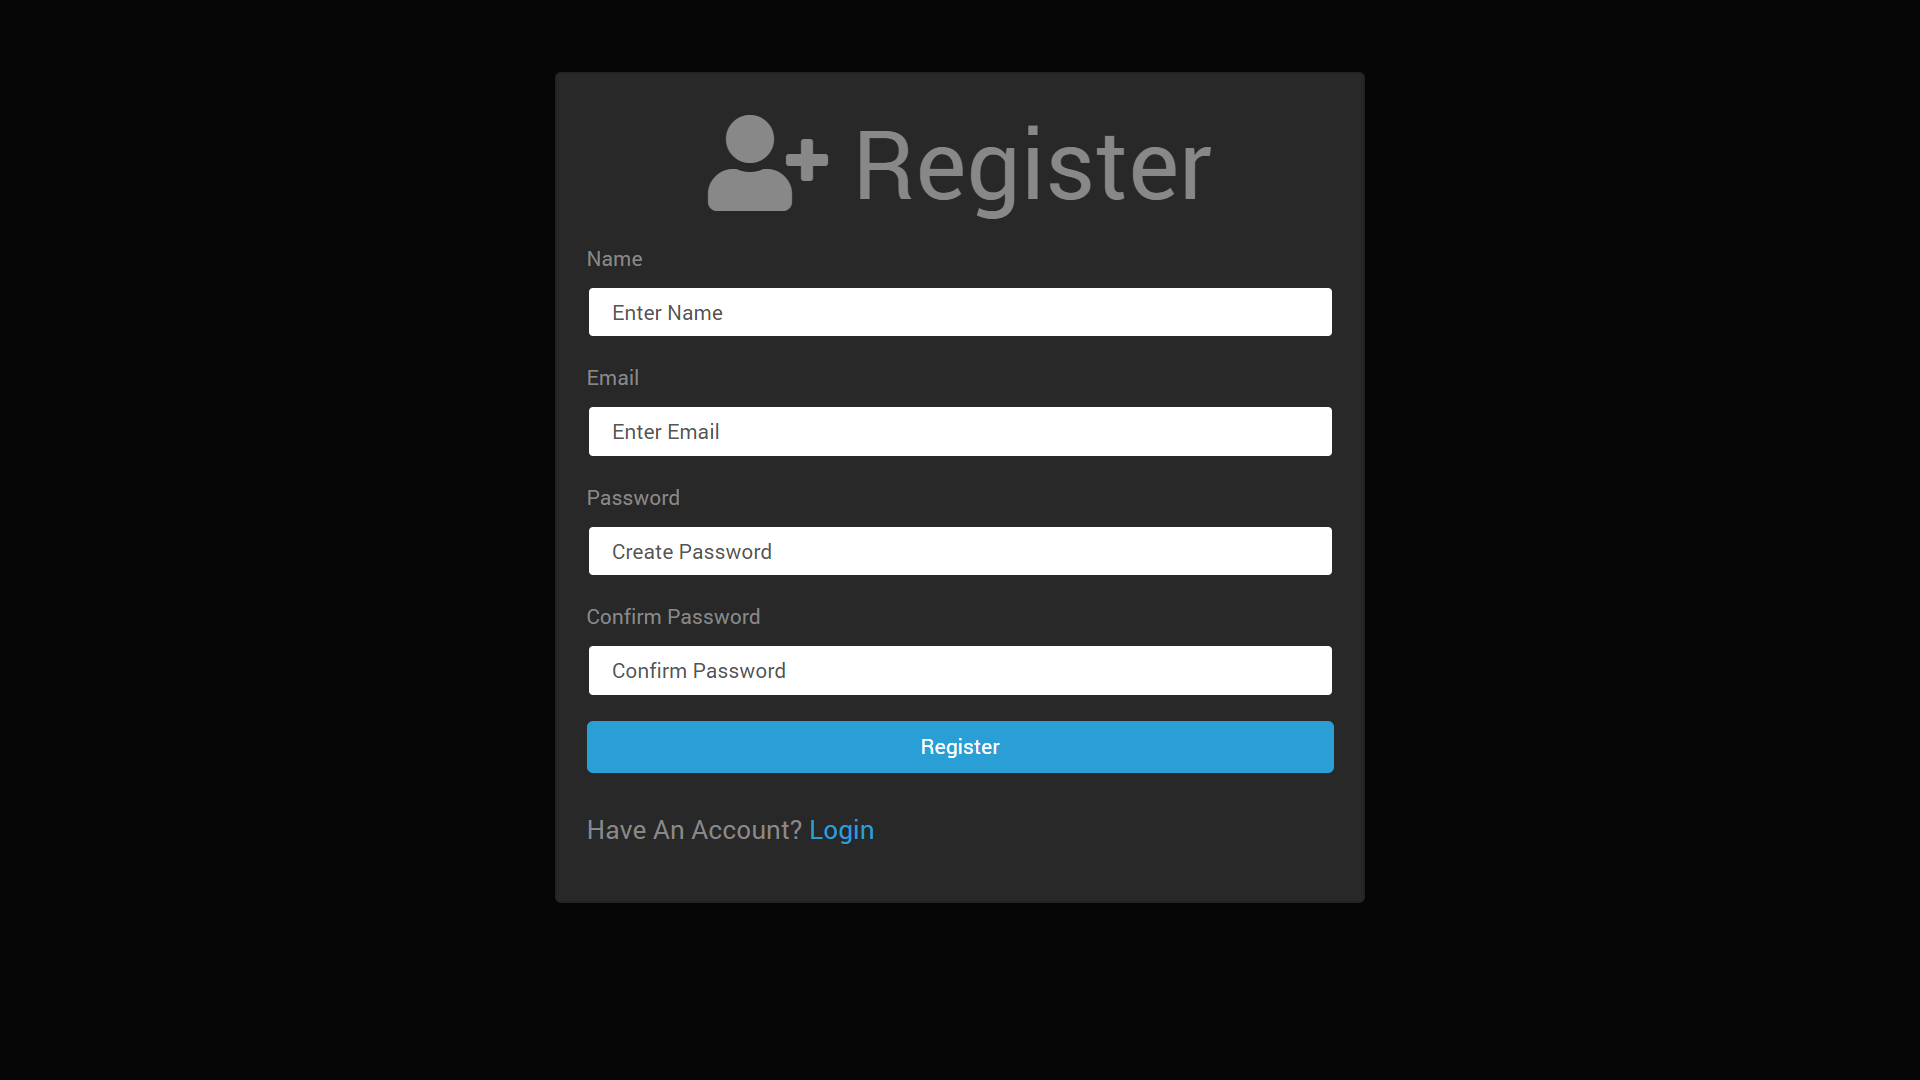 Register
Name
Enter Name
Email
Enter Email
Password
Create Password
Confirm Password
Confirm Password
Register
Have An Account? Login